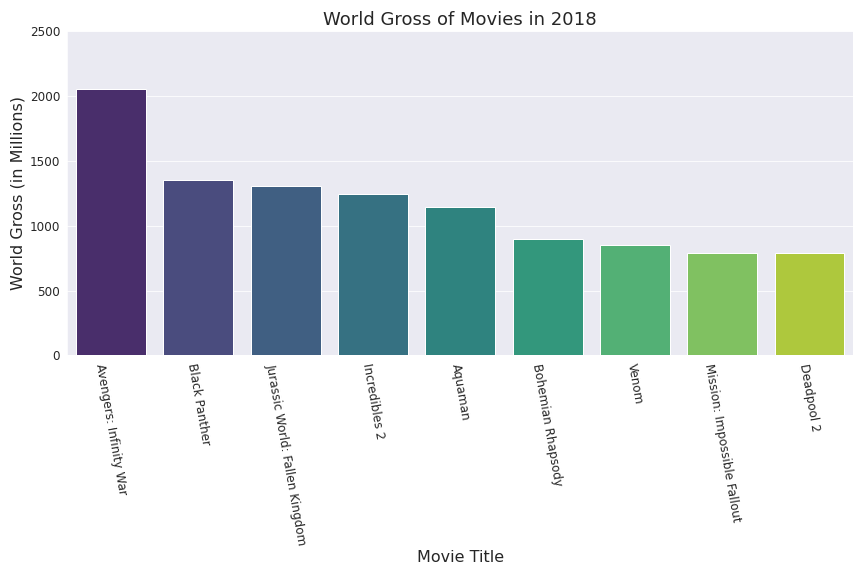 World Gross of Movies in 2018
World Gross (in Millions)
2500
2000
1500
1000
500
0
Avengers: Infinity War
Black Panther
Jurassic World: Fallen Kingdom
Incredibles 2
Aquaman
Bohemian Rhapsody
Venom
Mission: Impossible Fallout
Deadpool 2
Movie Title